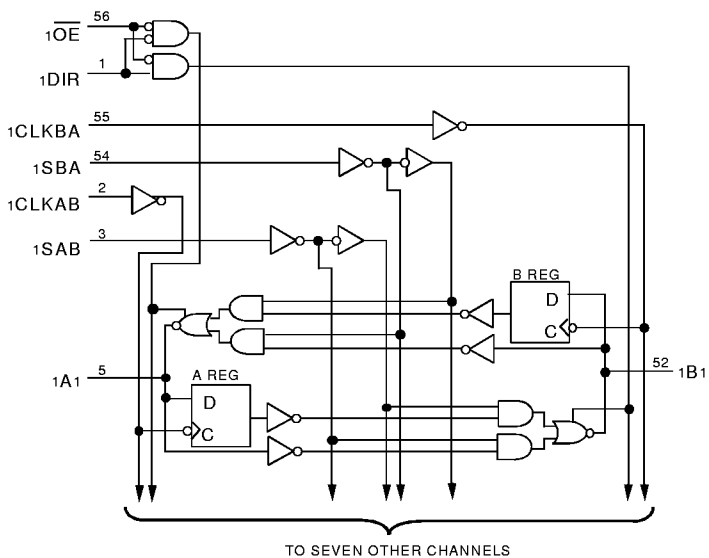 56
1OE
1
1DIR
55
1CLKBA
54
1SBA
2
1CLKAB
3
1SAB
B REG
D
C
5
1A1
52
1B1
A REG
D
C
TO SEVEN OTHER CHANNELS